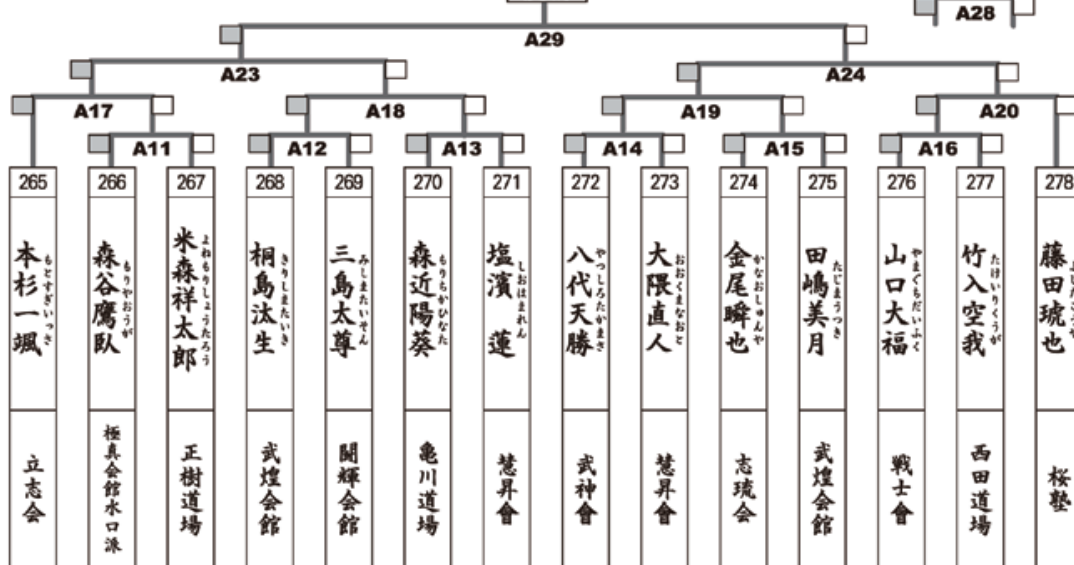 A28
A29
A23
A24
A17
A18
A19
A20
A11
A12
A13
A14
A15
A16
265
266
267
268
269
270
271
272
273
274
275
276
277
278
本杉一颯
もとすぎいっさ
森谷鷹臥
もりやおうが
米森祥太郎
よねもりしょうたろう
桐島汰生
きりしまたいき
三島太尊
みしまたいそん
森近陽葵
もりちかひなた
塩濱 蓮
しおはまれん
八代天勝
やつしろたかまさ
大隈直人
おおくまなおと
金尾瞬也
かなおしゅんや
田嶋美月
たじまうつき
山口大福
やまぐちだいふく
竹入空我
たけいりくうが
藤田琥也
立志会
極真会館水口派
正樹道場
武煌会館
闘輝会館
亀川道場
慧昇會
武神會
慧昇會
志琉会
武煌会館
戦士會
西田道場
桜塾